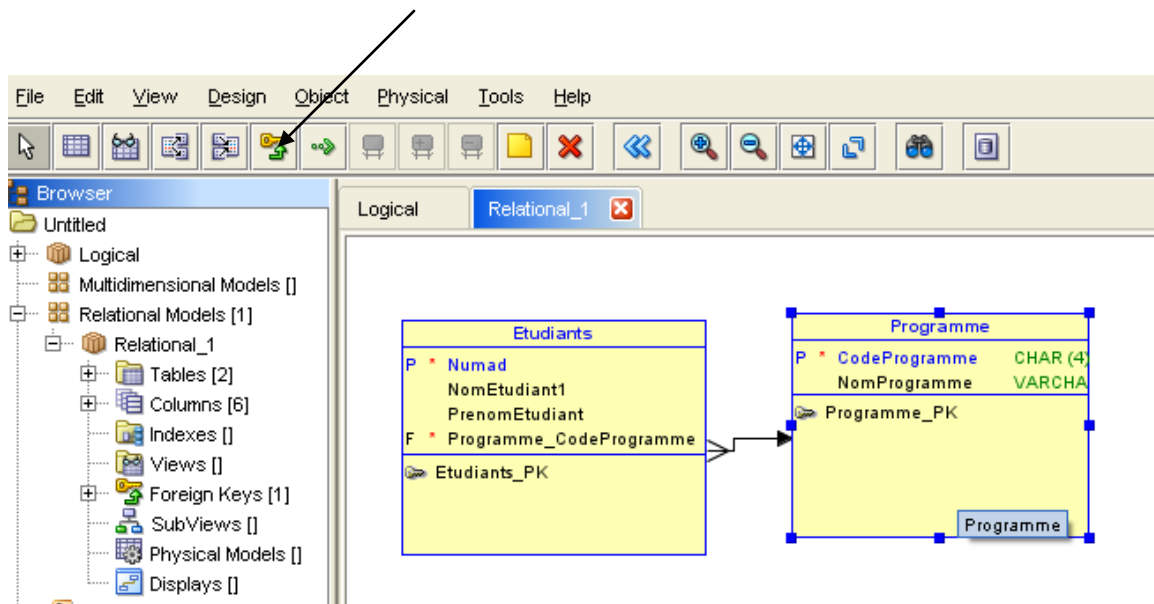 File Edit View Design Object Physical Tools Help
Browser
Untitled
Logical
Multidimensional Models []
Relational Models [1]
Relational_1
Tables [2]
Columns [6]
Indexes []
Views []
Foreign Keys [1]
SubViews []
Physical Models []
Displays []
Logical Relational_1
Etudiants
P * Numad
NomEtudiant1
PrenomEtudiant
F * Programme_CodeProgramme
Etudiants_PK
Programme
P * CodeProgramme CHAR (4)
NomProgramme VARCHA
Programme_PK
Programme